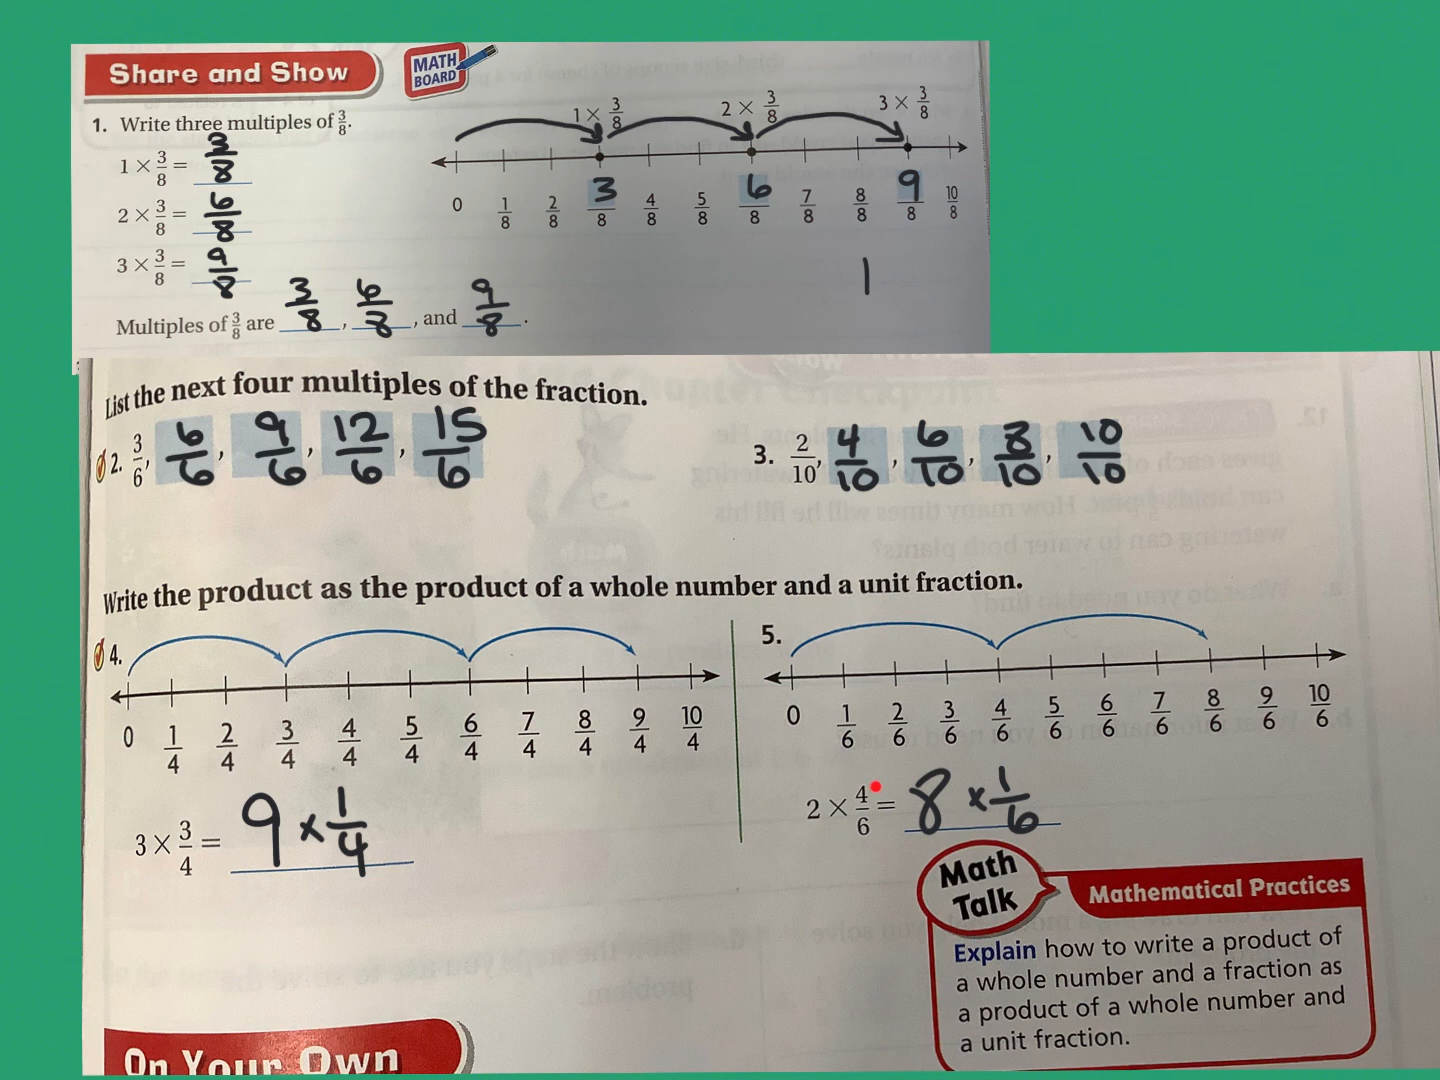 Share and Show
MATH
BOARD
1. Write three multiples of 3/8.
1 × 3/8 = 3/8
2 × 3/8 = 6/8
3 × 3/8 = 9/8
1 × 3/8 2 × 3/8 3 × 3/8
0 1/8 2/8 3/8 4/8 5/8 6/8 7/8 8/8 9/8 10/8
1
Multiples of 3/8 are 3/8, 6/8, and 9/8.
List the next four multiples of the fraction.
2. 3/6, 6/6, 9/6, 12/6, 15/6
3. 2/10, 4/10, 6/10, 8/10, 10/10
Write the product as the product of a whole number and a unit fraction.
4.
0 1/4 2/4 3/4 4/4 5/4 6/4 7/4 8/4 9/4 10/4
3 × 3/4 = 9 × 1/4
5.
0 1/6 2/6 3/6 4/6 5/6 6/6 7/6 8/6 9/6 10/6
2 × 4/6 = 8 × 1/6
Math
Talk
Mathematical Practices
Explain how to write a product of
a whole number and a fraction as
a product of a whole number and
a unit fraction.
On Your Own